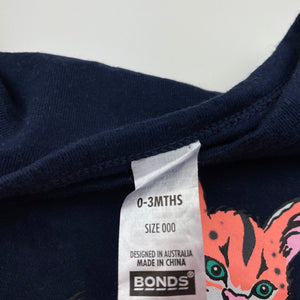 0-3MTHS
SIZE 000
DESIGNED IN AUSTRALIA
MADE IN CHINA
BONDS